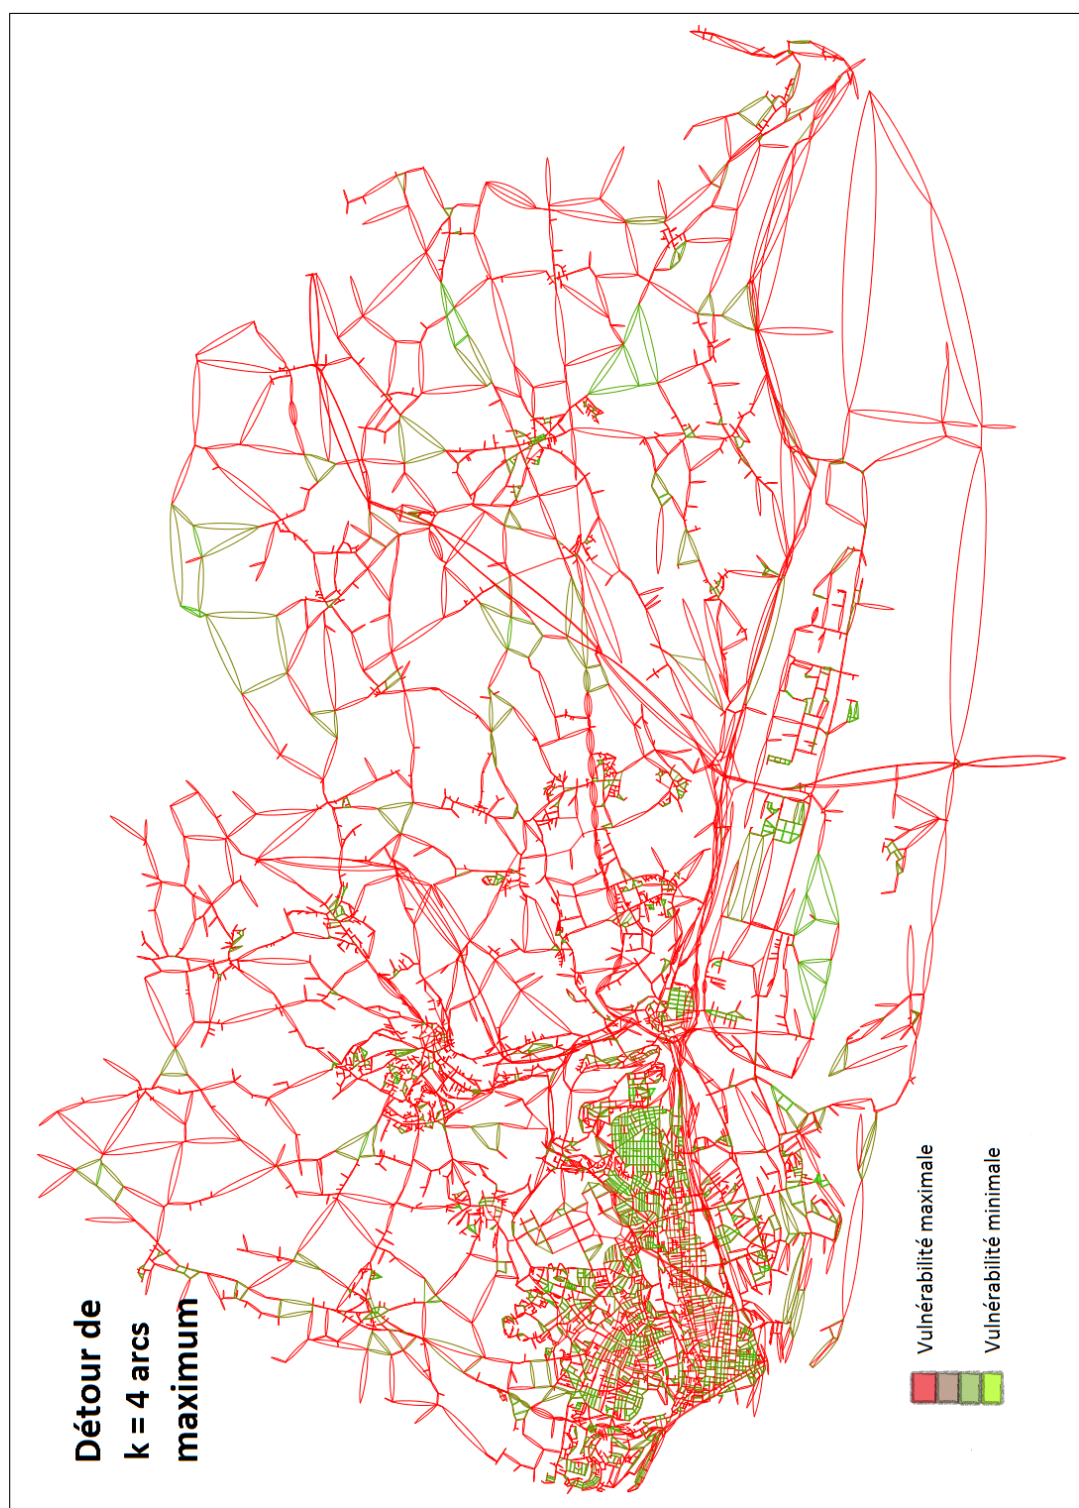 Détour de
k = 4 arcs
maximum
Vulnérabilité maximale
Vulnérabilité minimale